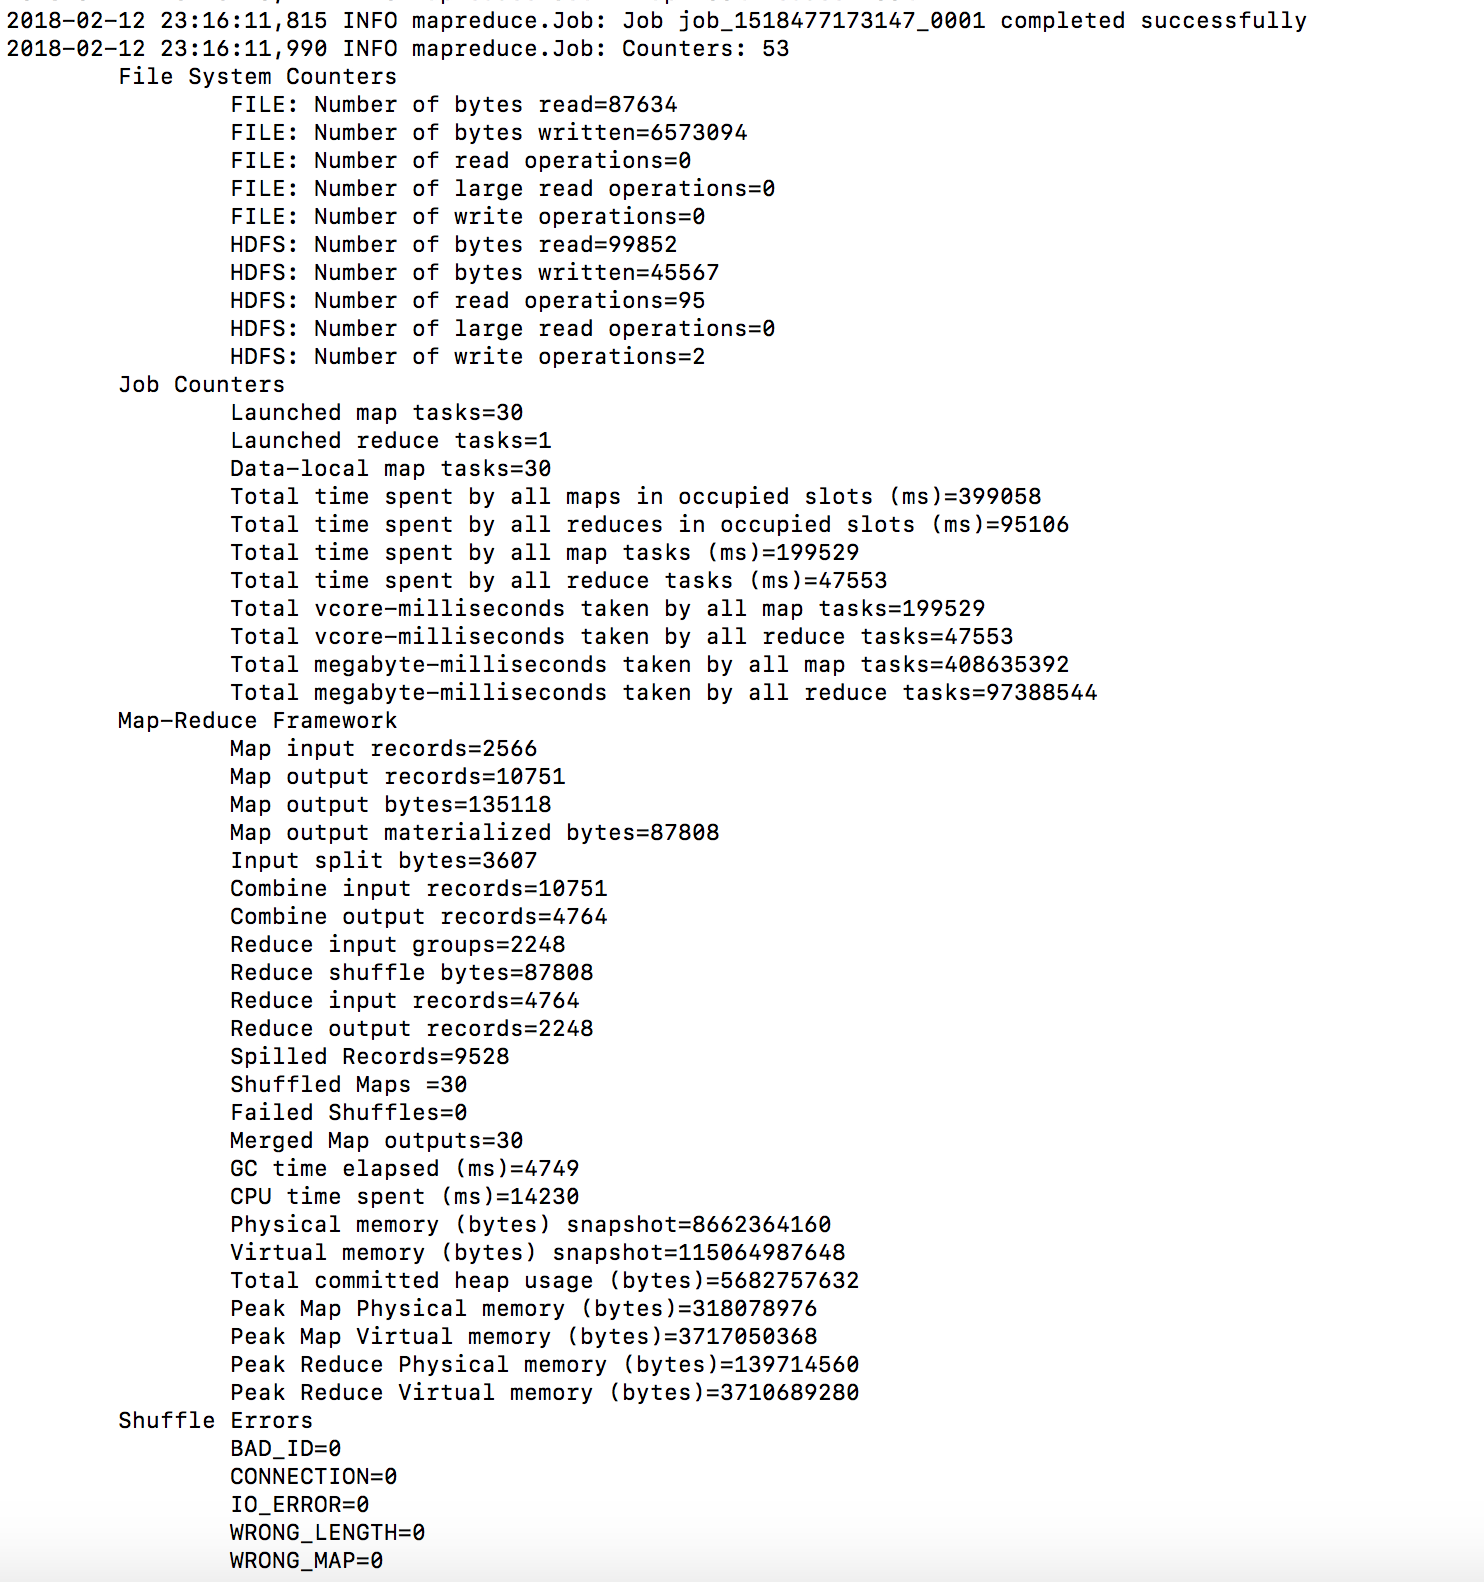 2018-02-12 23:16:11,815 INFO mapreduce.Job: Job job_1518477173147_0001 completed successfully
2018-02-12 23:16:11,990 INFO mapreduce.Job: Counters: 53
File System Counters
FILE: Number of bytes read=87634
FILE: Number of bytes written=6573094
FILE: Number of read operations=0
FILE: Number of large read operations=0
FILE: Number of write operations=0
HDFS: Number of bytes read=99852
HDFS: Number of bytes written=45567
HDFS: Number of read operations=95
HDFS: Number of large read operations=0
HDFS: Number of write operations=2
Job Counters
Launched map tasks=30
Launched reduce tasks=1
Data-local map tasks=30
Total time spent by all maps in occupied slots (ms)=399058
Total time spent by all reduces in occupied slots (ms)=95106
Total time spent by all map tasks (ms)=199529
Total time spent by all reduce tasks (ms)=47553
Total vcore-milliseconds taken by all map tasks=199529
Total vcore-milliseconds taken by all reduce tasks=47553
Total megabyte-milliseconds taken by all map tasks=408635392
Total megabyte-milliseconds taken by all reduce tasks=97388544
Map-Reduce Framework
Map input records=2566
Map output records=10751
Map output bytes=135118
Map output materialized bytes=87808
Input split bytes=3607
Combine input records=10751
Combine output records=4764
Reduce input groups=2248
Reduce shuffle bytes=87808
Reduce input records=4764
Reduce output records=2248
Spilled Records=9528
Shuffled Maps =30
Failed Shuffles=0
Merged Map outputs=30
GC time elapsed (ms)=4749
CPU time spent (ms)=14230
Physical memory (bytes) snapshot=8662364160
Virtual memory (bytes) snapshot=115064987648
Total committed heap usage (bytes)=5682757632
Peak Map Physical memory (bytes)=318078976
Peak Map Virtual memory (bytes)=3717050368
Peak Reduce Physical memory (bytes)=139714560
Peak Reduce Virtual memory (bytes)=3710689280
Shuffle Errors
BAD_ID=0
CONNECTION=0
IO_ERROR=0
WRONG_LENGTH=0
WRONG_MAP=0